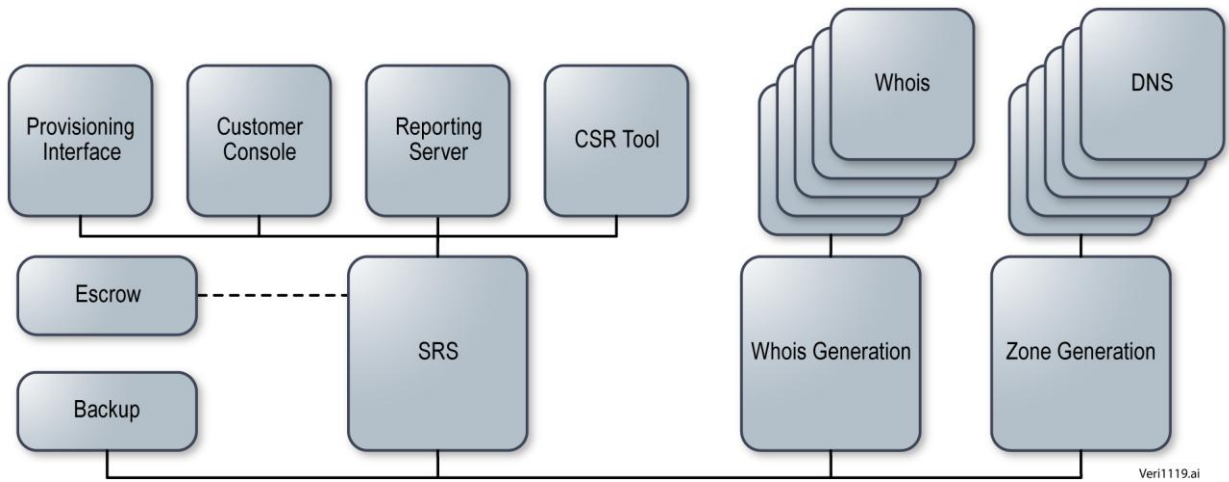 Provisioning
Interface
Customer
Console
Reporting
Server
CSR Tool
Whois
DNS
Escrow
SRS
Whois Generation
Zone Generation
Backup
Veri1119.ai